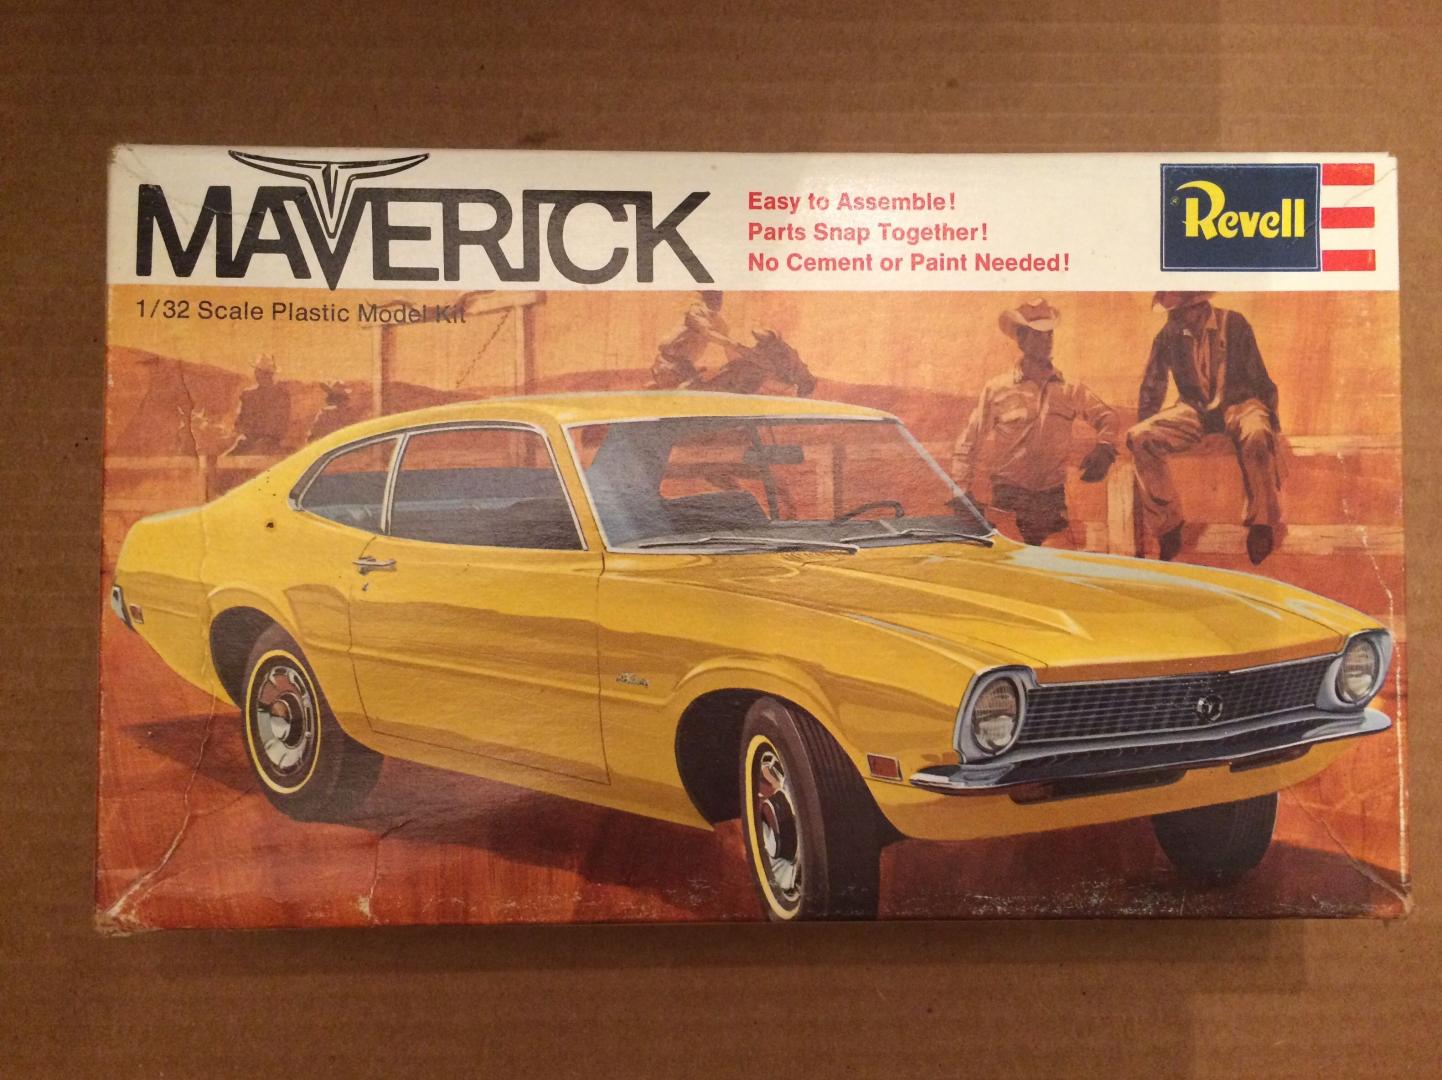 MAVERICK
Easy to Assemble!
Parts Snap Together!
No Cement or Paint Needed!
Revell
1/32 Scale Plastic Model Kit